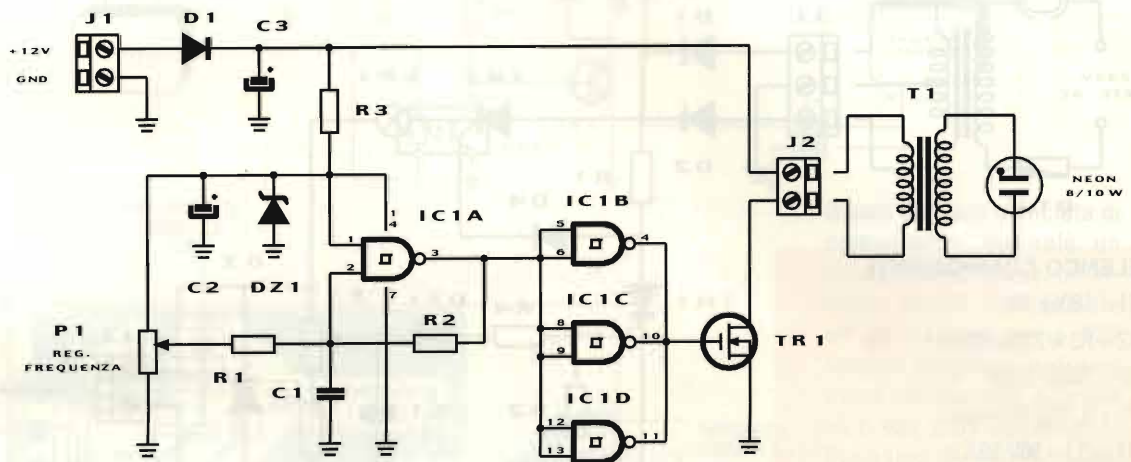 J1
D1
C3
+12V
GND
R3
T1
J2
NEON
8/10 W
IC1A
IC1B
1
4
1
2
3
7
5
6
4
C2
DZ1
IC1C
8
9
10
R2
TR1
P1
REG.
FREQUENZA
R1
C1
IC1D
12
13
11